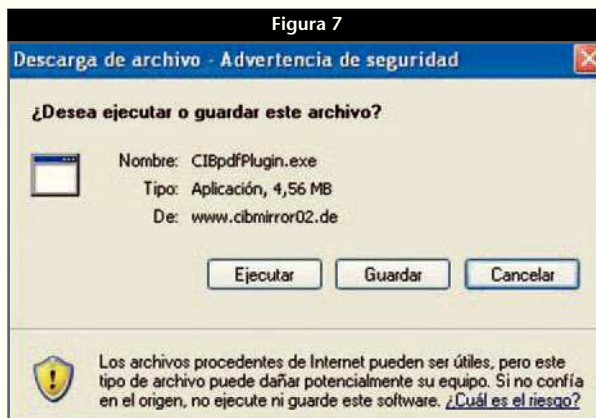 Figura 7
Descarga de archivo - Advertencia de seguridad
¿Desea ejecutar o guardar este archivo?
Nombre: CIBpdfPlugin.exe
Tipo: Aplicación, 4,56 MB
De: www.cibmirror02.de
Ejecutar Guardar Cancelar
Los archivos procedentes de Internet pueden ser útiles, pero este
tipo de archivo puede dañar potencialmente su equipo. Si no confía
en el origen, no ejecute ni guarde este software. ¿Cuál es el riesgo?